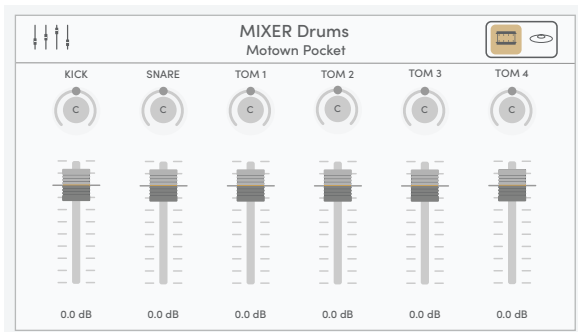 MIXER Drums
Motown Pocket
KICK SNARE TOM 1 TOM 2 TOM 3 TOM 4
C C C C C C
0.0 dB 0.0 dB 0.0 dB 0.0 dB 0.0 dB 0.0 dB